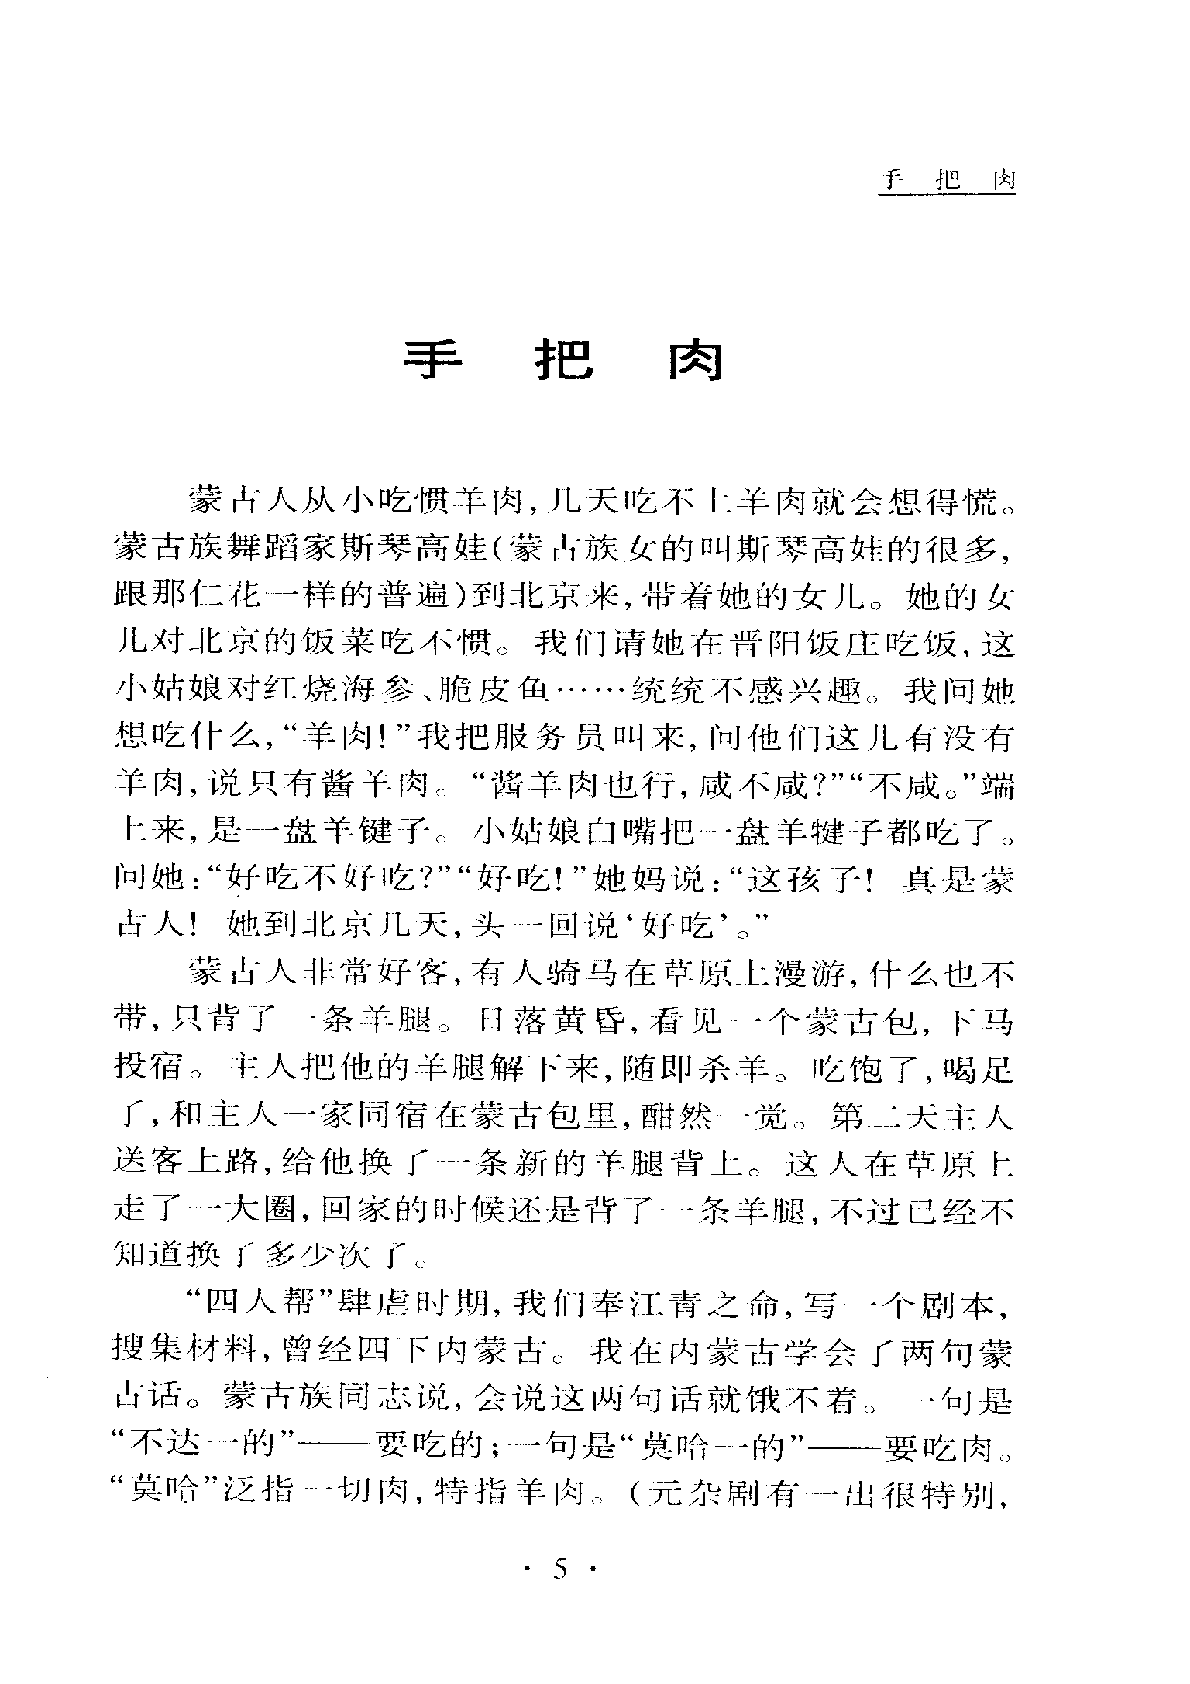 手 把 肉
手 把 肉
蒙古人从小吃惯羊肉，几天吃不上羊肉就会想得慌。
蒙古族舞蹈家斯琴高娃（蒙古族女的叫斯琴高娃的很多，
跟那仁花一样的普遍）到北京来，带着她的女儿。她的女
儿对北京的饭菜吃不惯。我们请她在晋阳饭庄吃饭，这
小姑娘对红烧海参、脆皮鱼……统统不感兴趣。我问她
想吃什么，“羊肉！”我把服务员叫来，问他们这儿有没有
羊肉，说只有酱羊肉。“酱羊肉也行，咸不咸？”“不咸。”端
上来，是一盘羊键子。小姑娘白嘴把一盘羊犍子都吃了。
问她：“好吃不好吃？”“好吃！”她妈说：“这孩子！真是蒙
古人！她到北京几天，头一回说‘好吃’。”
蒙古人非常好客，有人骑马在草原上漫游，什么也不
带，只背了一条羊腿。日落黄昏，看见一个蒙古包，下马
投宿。主人把他的羊腿解下来，随即杀羊。吃饱了，喝足
了，和主人一家同宿在蒙古包里，酣然一觉。第二天主人
送客上路，给他换了一条新的羊腿背上。这人在草原上
走了一大圈，回家的时候还是背了一条羊腿，不过已经不
知道换了多少次了。
“四人帮”肆虐时期，我们奉江青之命，写一个剧本，
搜集材料，曾经四下内蒙古。我在内蒙古学会了两句蒙
古话。蒙古族同志说，会说这两句话就饿不着。一句是
“不达一的”——要吃的；一句是“莫哈一的”——要吃肉。
“莫哈”泛指一切肉，特指羊肉。（元杂剧有一出很特别，
· 5 ·